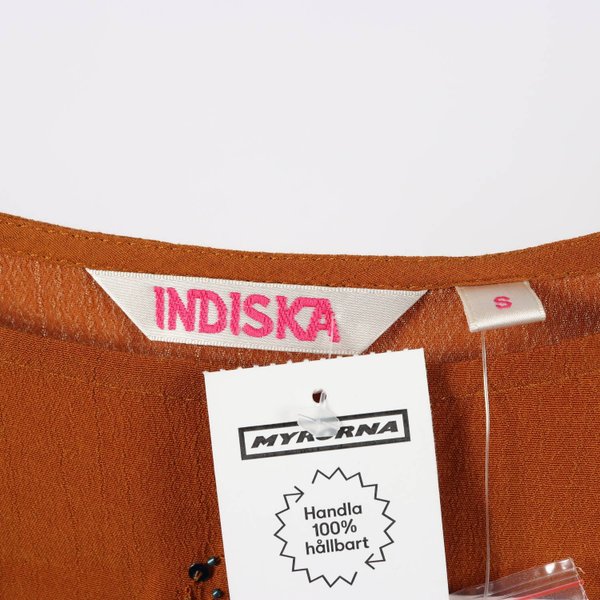 INDISKA
S
MYRORNA
Handla
100%
hållbart